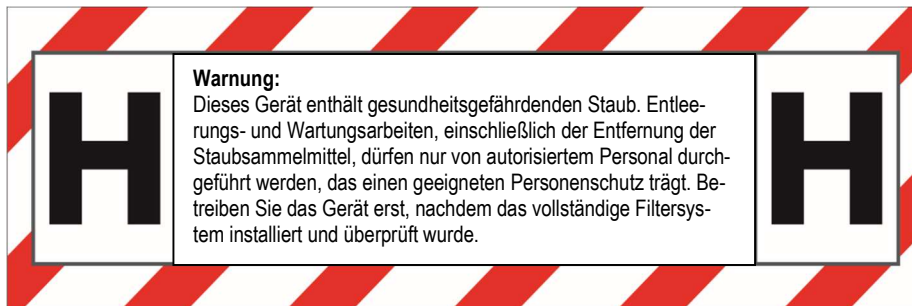 H
Warnung:
Dieses Gerät enthält gesundheitsgefährdenden Staub. Entlee-
rungs- und Wartungsarbeiten, einschließlich der Entfernung der
Staubsammelmittel, dürfen nur von autorisiertem Personal durch-
geführt werden, das einen geeigneten Personenschutz trägt. Be-
treiben Sie das Gerät erst, nachdem das vollständige Filtersys-
tem installiert und überprüft wurde.
H